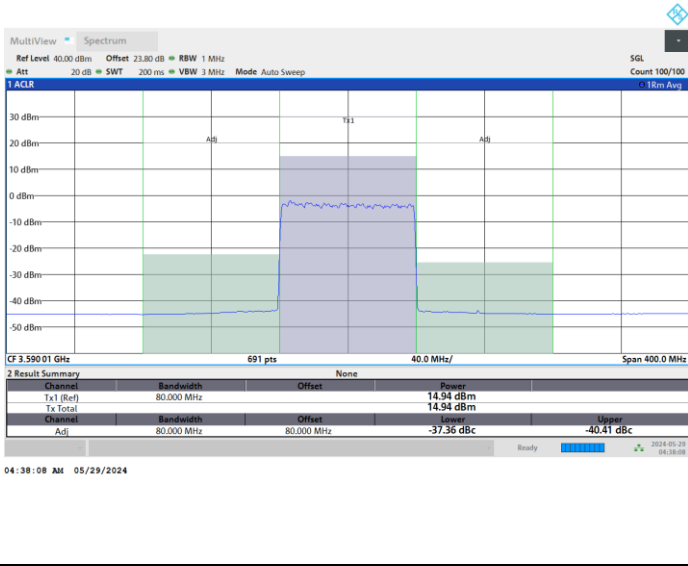 MultiView Spectrum
Ref Level 40.00 dBm Offset 23.80 dB RBW 1 MHz SGL
Att 20 dB SWT 200 ms VBW 3 MHz Mode Auto Sweep Count 100/100
1 ACLR 1Rm Avg
30 dBm
Tx1
20 dBm Adj Adj
10 dBm
0 dBm
-10 dBm
-20 dBm
-30 dBm
-40 dBm
-50 dBm
CF 3.590 01 GHz 691 pts 40.0 MHz/ Span 400.0 MHz
2 Result Summary None
Channel Bandwidth Offset Power
Tx1 (Ref) 80.000 MHz 14.94 dBm
Tx Total 14.94 dBm
Channel Bandwidth Offset Lower Upper
Adj 80.000 MHz 80.000 MHz -37.36 dBc -40.41 dBc
Ready 2024-05-29
04:38:08
04:38:08 AM 05/29/2024